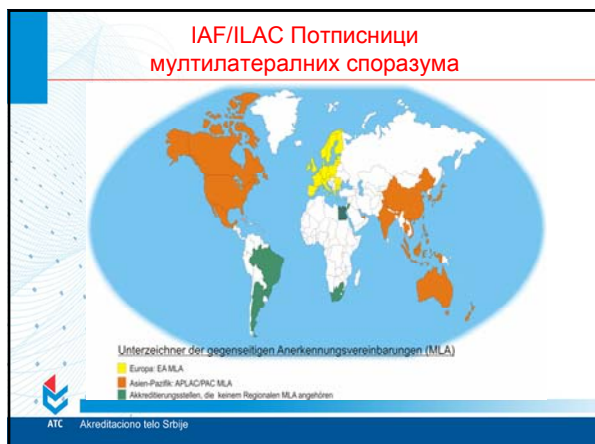 IAF/ILAC Потписници
мултилатералних споразума
Unterzeichner der gegenseitigen Anerkennungsvereinbarungen (MLA)
Europa: EA MLA
Asien-Pazifik: APLAC/PAC MLA
Akkreditierungsstellen, die keinem Regionalen MLA angehören
ATC Akreditaciono telo Srbije